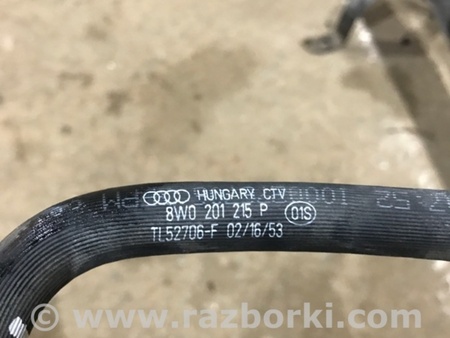 HUNGARY CTV
8W0 201 215 P 01S
TL52706-F 02/16/53
© www.razborki.com